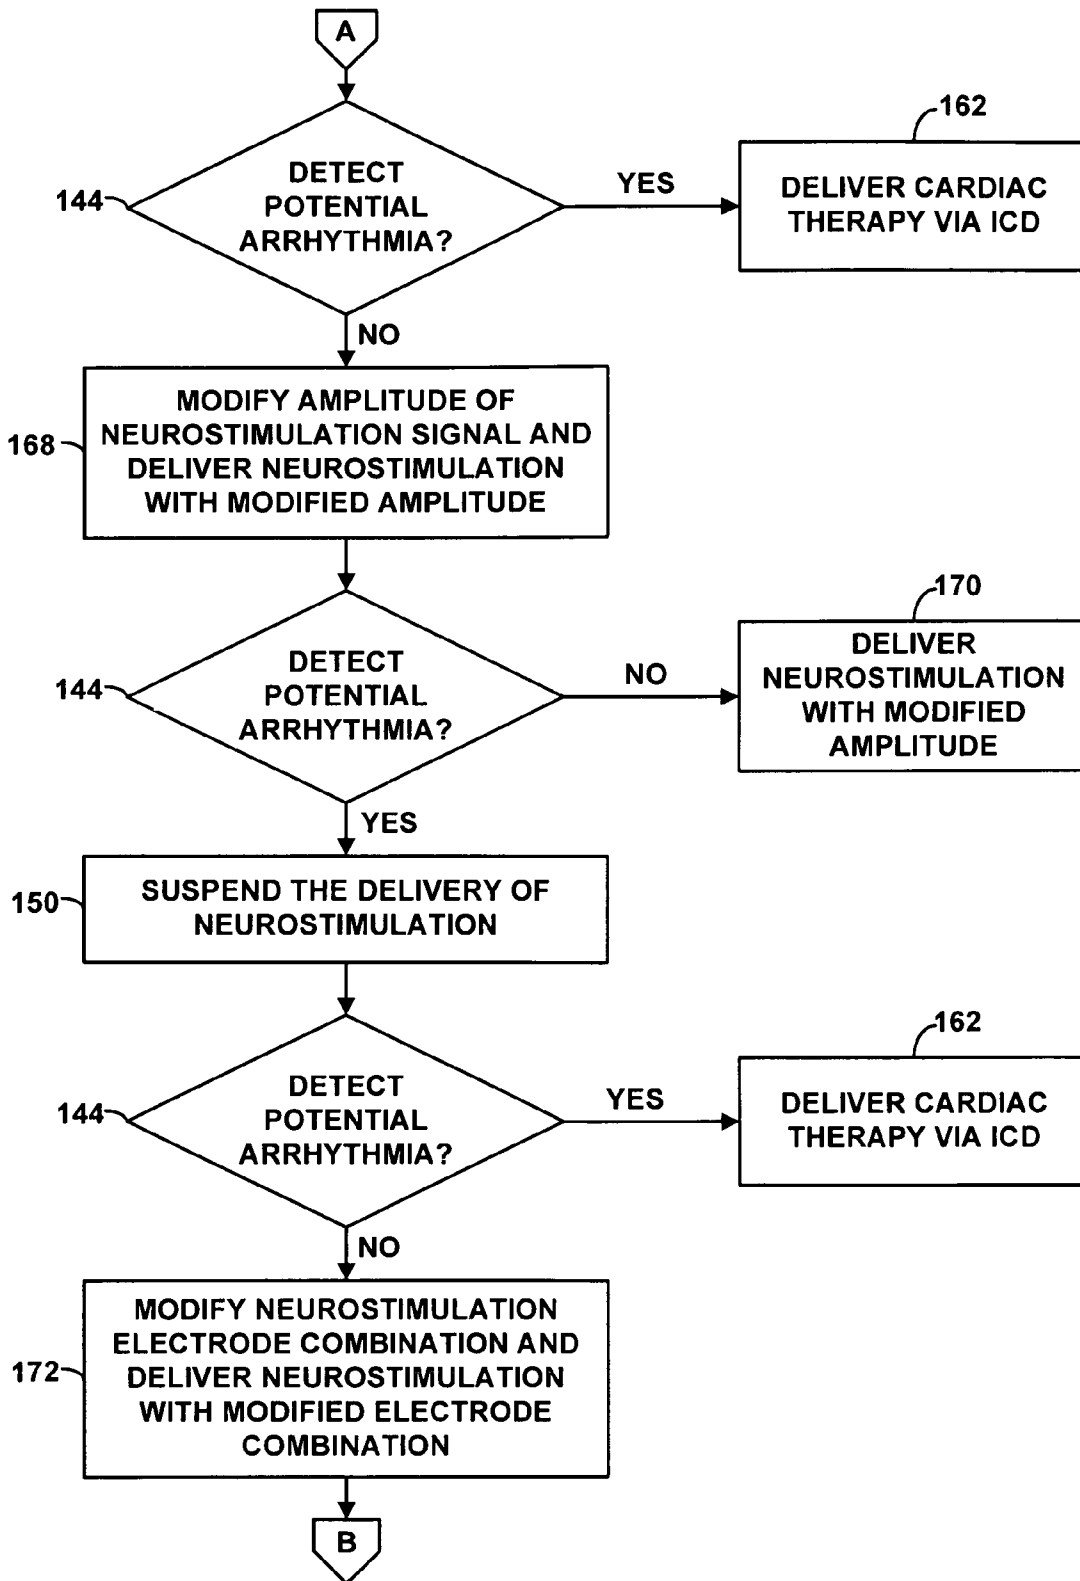 A
162
DETECT
POTENTIAL
ARRHYTHMIA?
144
YES
DELIVER CARDIAC
THERAPY VIA ICD
NO
MODIFY AMPLITUDE OF
NEUROSTIMULATION SIGNAL AND
DELIVER NEUROSTIMULATION
WITH MODIFIED AMPLITUDE
168
170
DETECT
POTENTIAL
ARRHYTHMIA?
144
NO
DELIVER
NEUROSTIMULATION
WITH MODIFIED
AMPLITUDE
YES
SUSPEND THE DELIVERY OF
NEUROSTIMULATION
150
162
DETECT
POTENTIAL
ARRHYTHMIA?
144
YES
DELIVER CARDIAC
THERAPY VIA ICD
NO
MODIFY NEUROSTIMULATION
ELECTRODE COMBINATION AND
DELIVER NEUROSTIMULATION
WITH MODIFIED ELECTRODE
COMBINATION
172
B